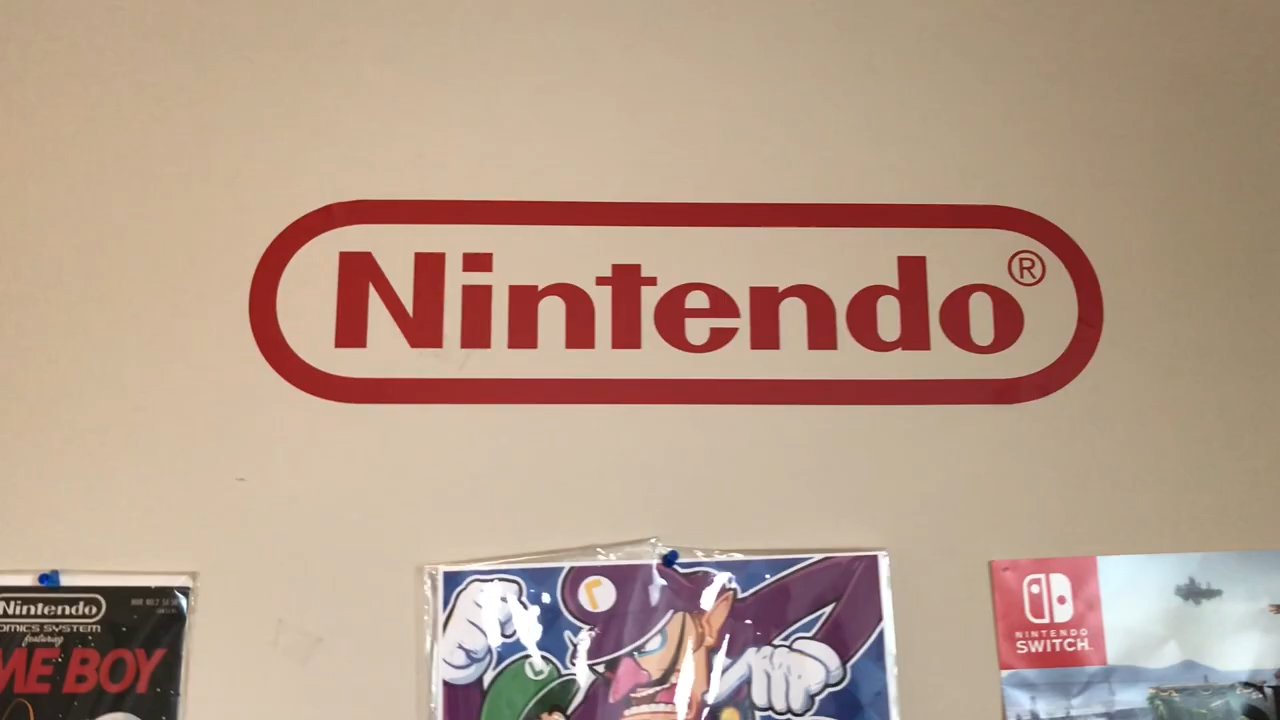 Nintendo®
Nintendo
OMICS SYSTEM
featuring
ME BOY
L
NINTENDO
SWITCH